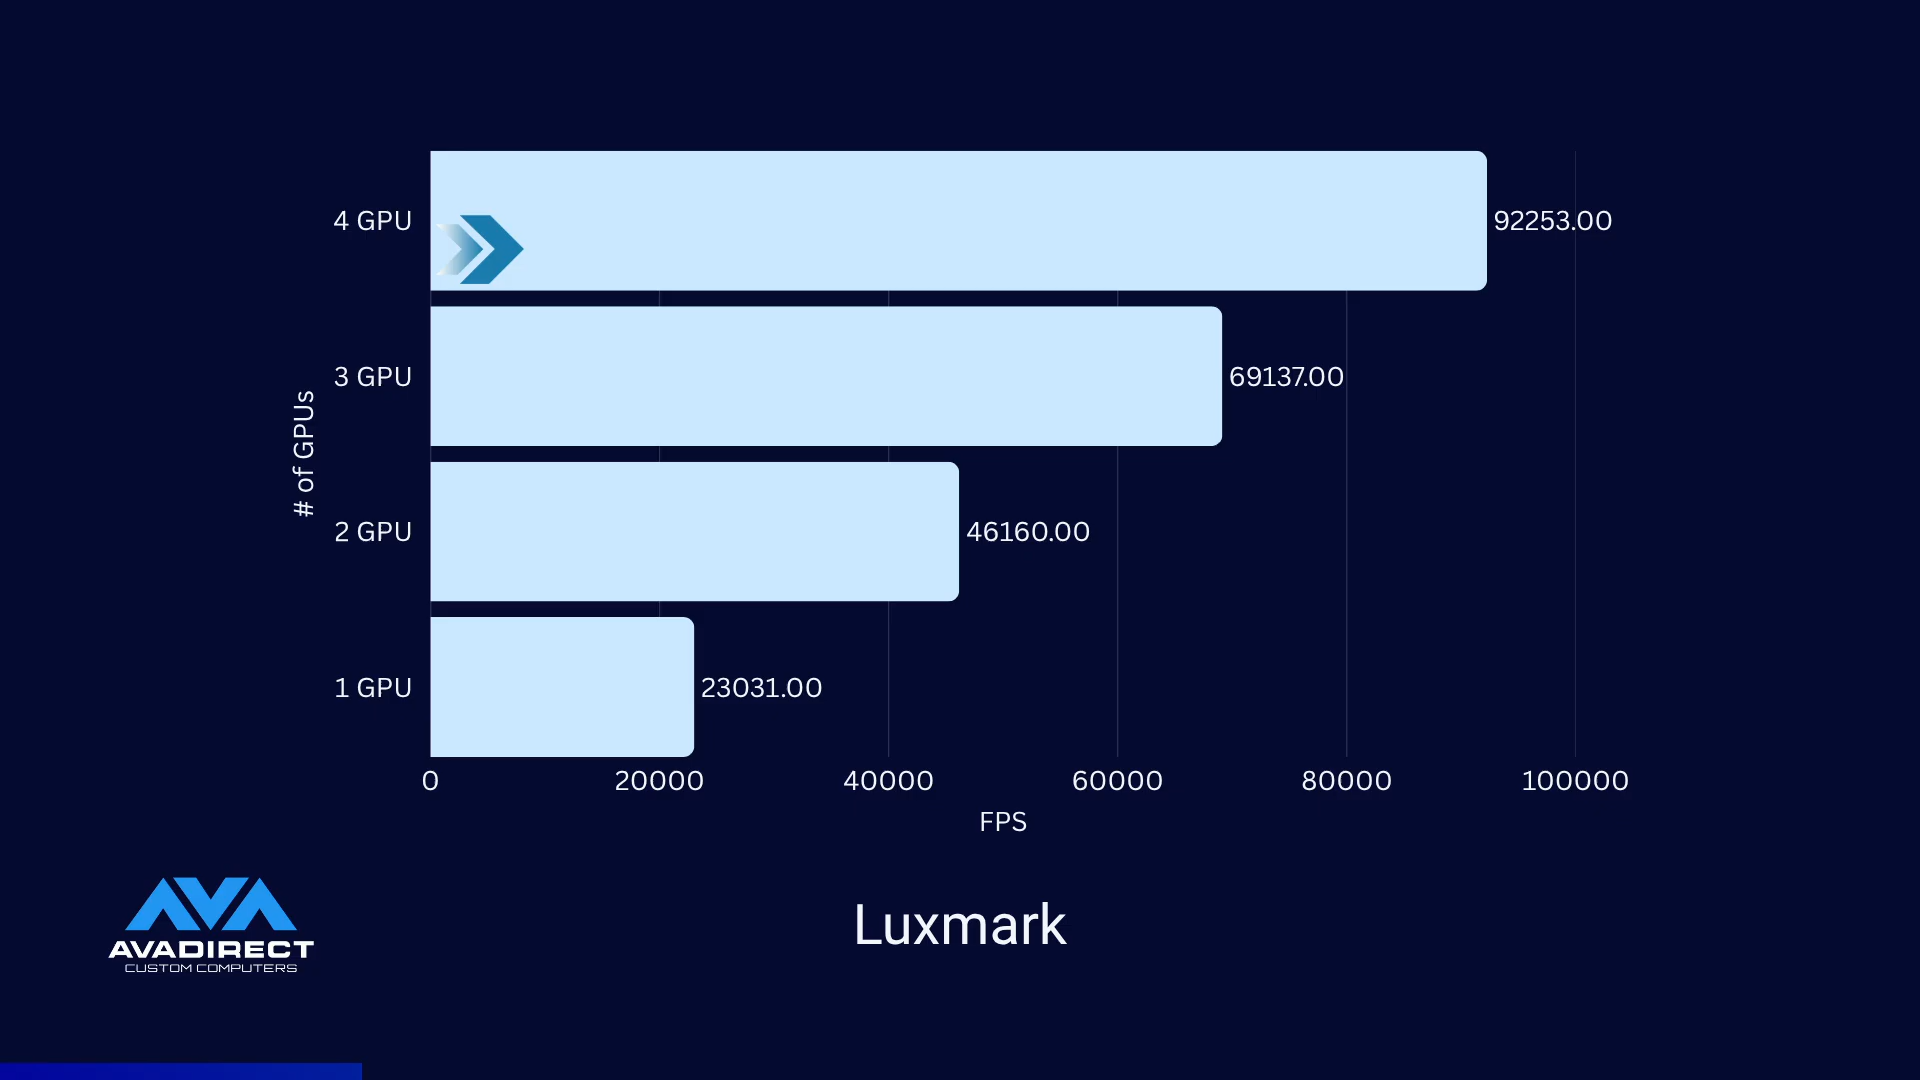 4 GPU
92253.00
3 GPU
69137.00
# of GPUs
2 GPU
46160.00
1 GPU
23031.00
0
20000
40000
60000
80000
100000
FPS
Luxmark
AVA
AVADIRECT
CUSTOM COMPUTERS